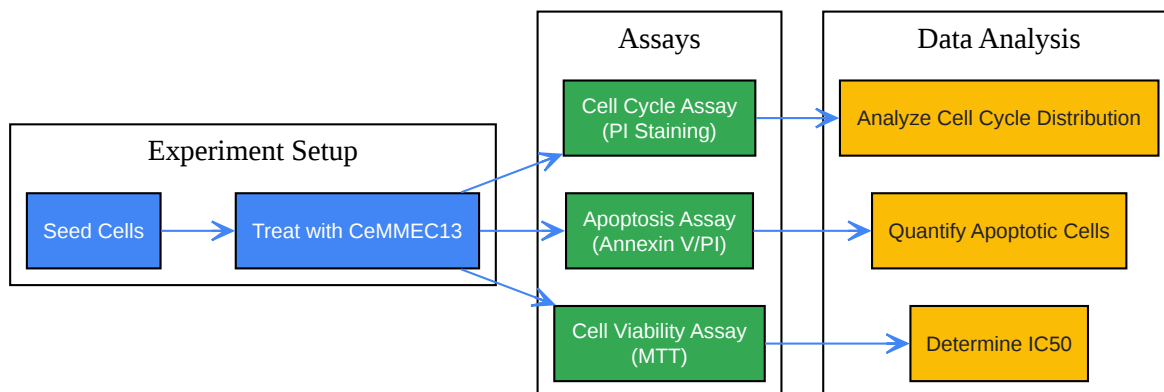 Experiment Setup
Seed Cells
Treat with CeMMEC13
Assays
Cell Cycle Assay
(PI Staining)
Apoptosis Assay
(Annexin V/PI)
Cell Viability Assay
(MTT)
Data Analysis
Analyze Cell Cycle Distribution
Quantify Apoptotic Cells
Determine IC50